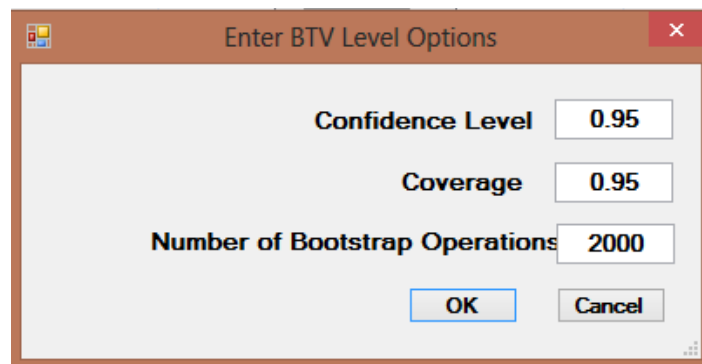 Enter BTV Level Options
Confidence Level 0.95
Coverage 0.95
Number of Bootstrap Operations 2000
OK Cancel